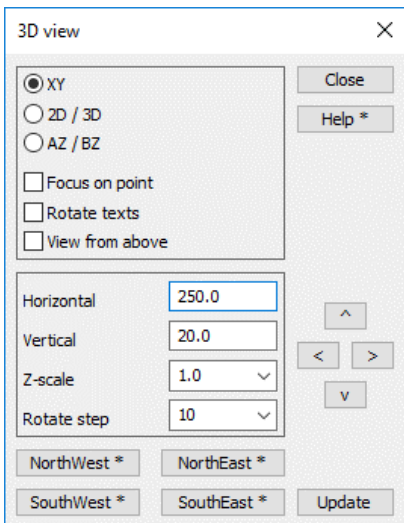 3D view
XY
Close
2D / 3D
Help *
AZ / BZ
Focus on point
Rotate texts
View from above
Horizontal 250.0
Vertical 20.0
^
Z-scale 1.0
< >
Rotate step 10
v
NorthWest * NorthEast *
SouthWest * SouthEast * Update